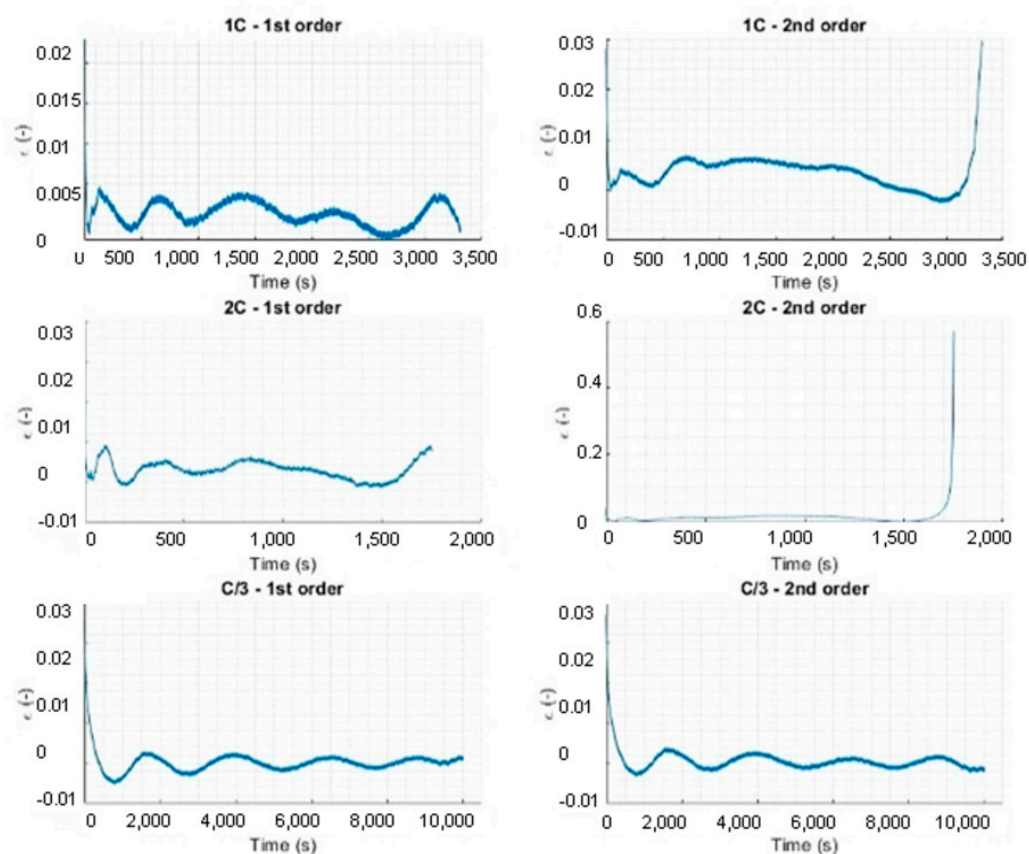 1C - 1st order
0.02
0.015
0.01
0.005
0
ϵ (-)
0 500 1,000 1,500 2,000 2,500 3,000 3,500
Time (s)
1C - 2nd order
0.03
0.02
0.01
0
-0.01
ϵ (-)
0 500 1,000 1,500 2,000 2,500 3,000 3,500
Time (s)
2C - 1st order
0.03
0.02
0.01
0
-0.01
ϵ (-)
0 500 1,000 1,500 2,000
Time (s)
2C - 2nd order
0.6
0.4
0.2
0
ϵ (-)
0 500 1,000 1,500 2,000
Time (s)
C/3 - 1st order
0.03
0.02
0.01
0
-0.01
ϵ (-)
0 2,000 4,000 6,000 8,000 10,000
Time (s)
C/3 - 2nd order
0.03
0.02
0.01
0
-0.01
ϵ (-)
0 2,000 4,000 6,000 8,000 10,000
Time (s)